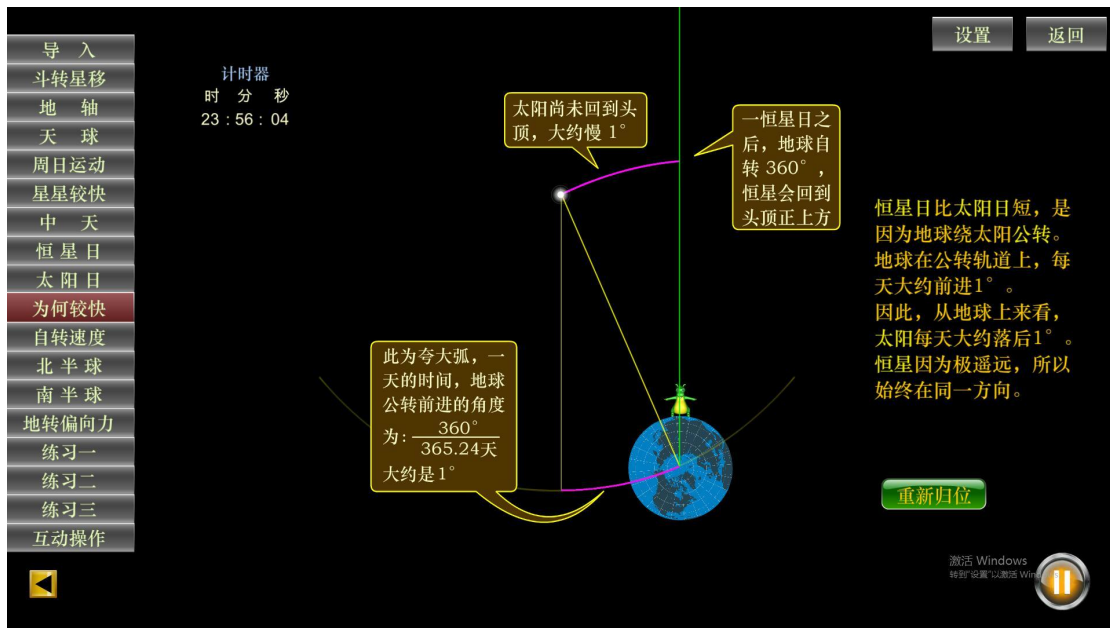 设置
返回
导 入
斗转星移
地 轴
天 球
周日运动
星星较快
中 天
恒 星 日
太 阳 日
为何较快
自转速度
北 半 球
南 半 球
地转偏向力
练习一
练习二
练习三
互动操作
计时器
时 分 秒
23 : 56 : 04
太阳尚未回到头
顶，大约慢 1°
一恒星日之
后，地球自
转 360°，
恒星会回到
头顶正上方
此为夸大弧，一
天的时间，地球
公转前进的角度
为: 360°
365.24天
大约是1°
恒星日比太阳日短，是
因为地球绕太阳公转。
地球在公转轨道上，每
天大约前进1°。
因此，从地球上来看，
太阳每天大约落后1°。
恒星因为极遥远，所以
始终在同一方向。
重新归位
激活 Windows
转到"设置"以激活 Win